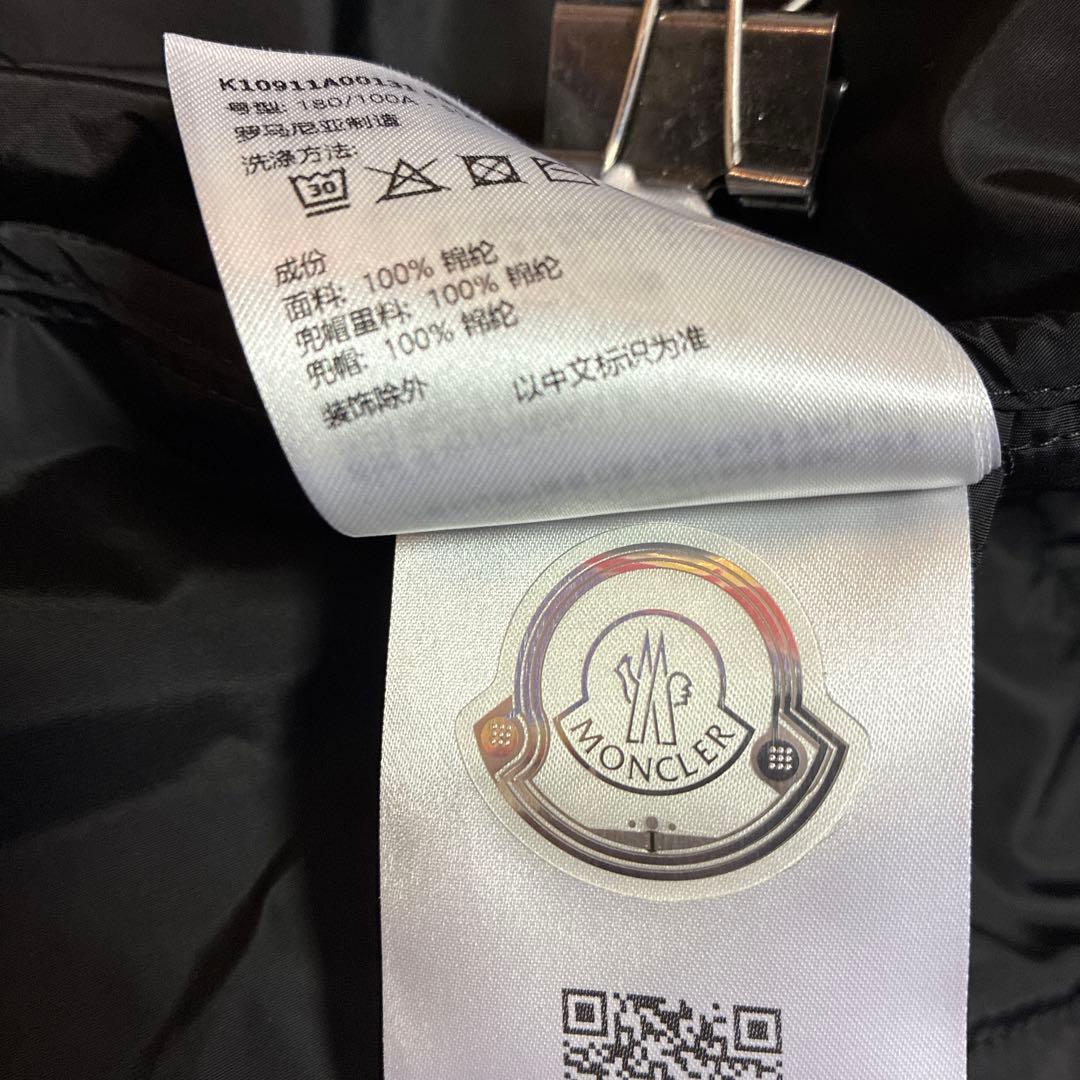 K10911A00131
号型: 180/100A
罗马尼亚制造
洗涤方法:
30
成份
面料: 100% 锦纶
兜帽里料: 100% 锦纶
兜帽: 100% 锦纶
装饰除外
以中文标识为准
MONCLER